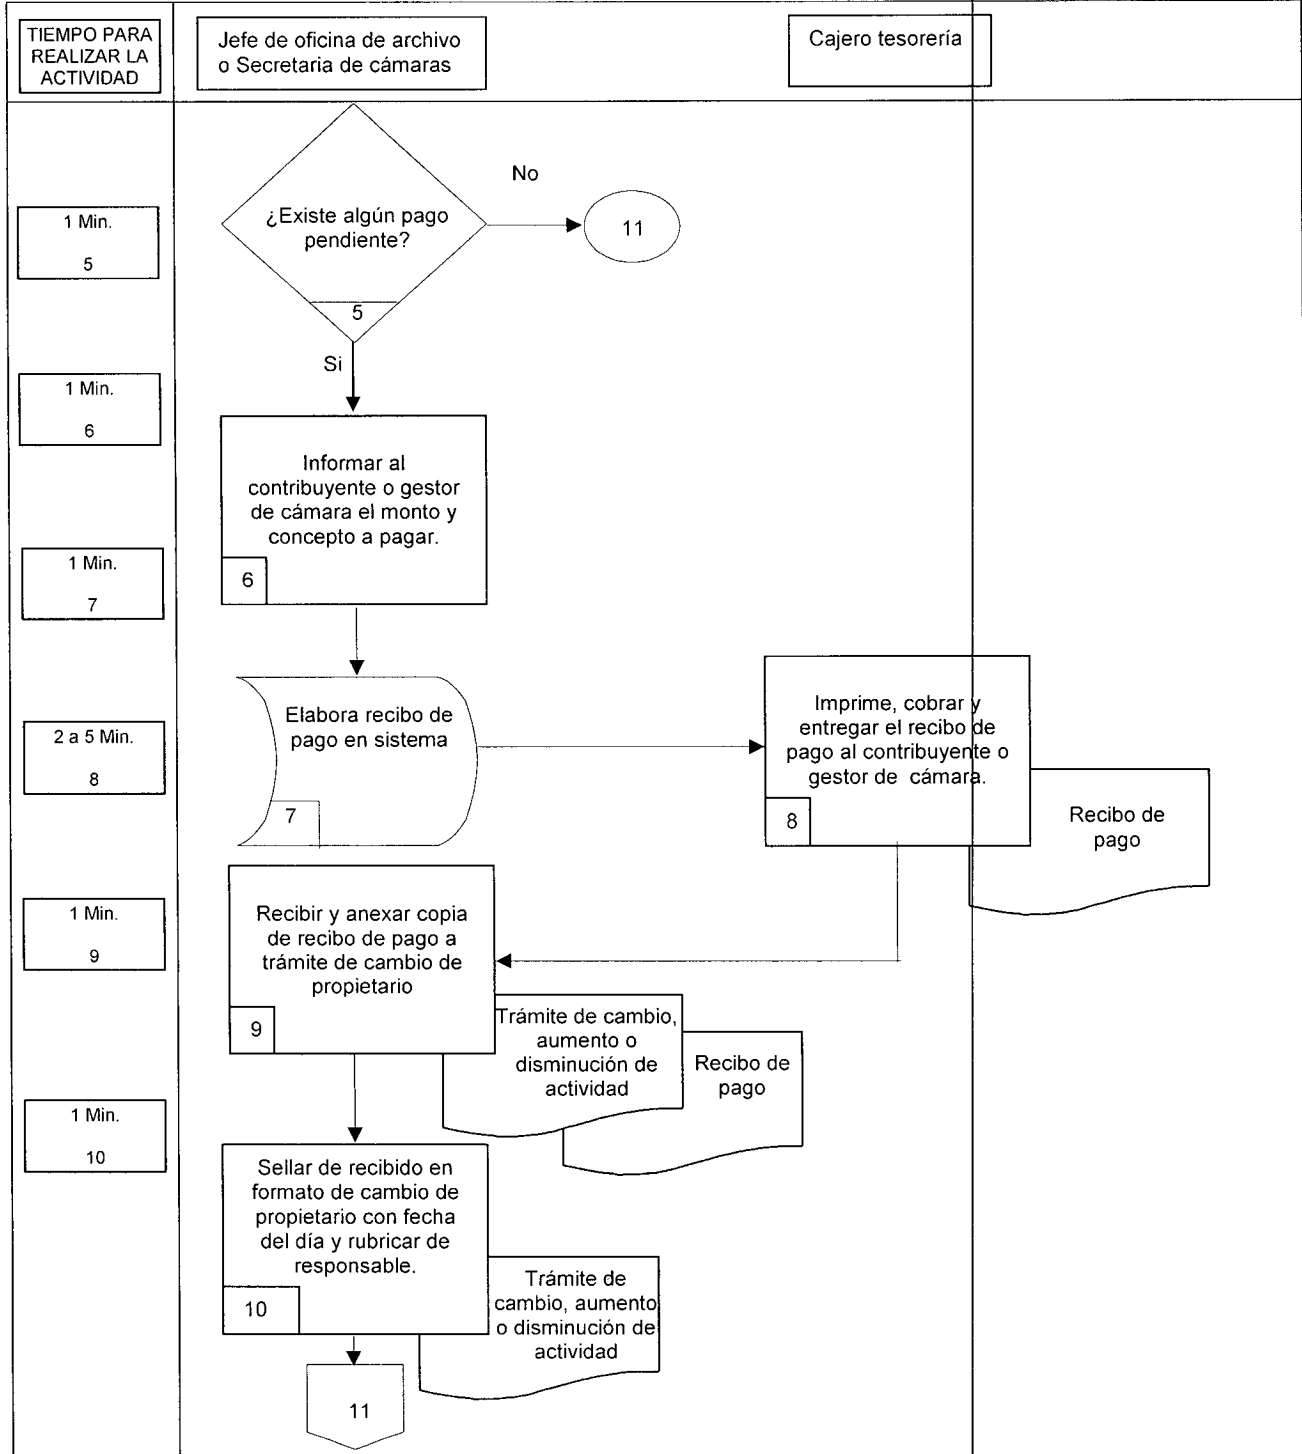 TIEMPO PARA
REALIZAR LA
ACTIVIDAD
Jefe de oficina de archivo
o Secretaria de cámaras
Cajero tesorería
No
¿Existe algún pago
pendiente?
11
1 Min.
5
5
Si
1 Min.
6
Informar al
contribuyente o gestor
de cámara el monto y
concepto a pagar.
6
1 Min.
7
Elabora recibo de
pago en sistema
7
Imprime, cobrar y
entregar el recibo de
pago al contribuyente o
gestor de cámara.
8
2 a 5 Min.
8
Recibo de
pago
1 Min.
9
Recibir y anexar copia
de recibo de pago a
trámite de cambio de
propietario
9
Trámite de cambio,
aumento o
disminución de
actividad
Recibo de
pago
1 Min.
10
Sellar de recibido en
formato de cambio de
propietario con fecha
del día y rubricar de
responsable.
10
Trámite de
cambio, aumento
o disminución de
actividad
11